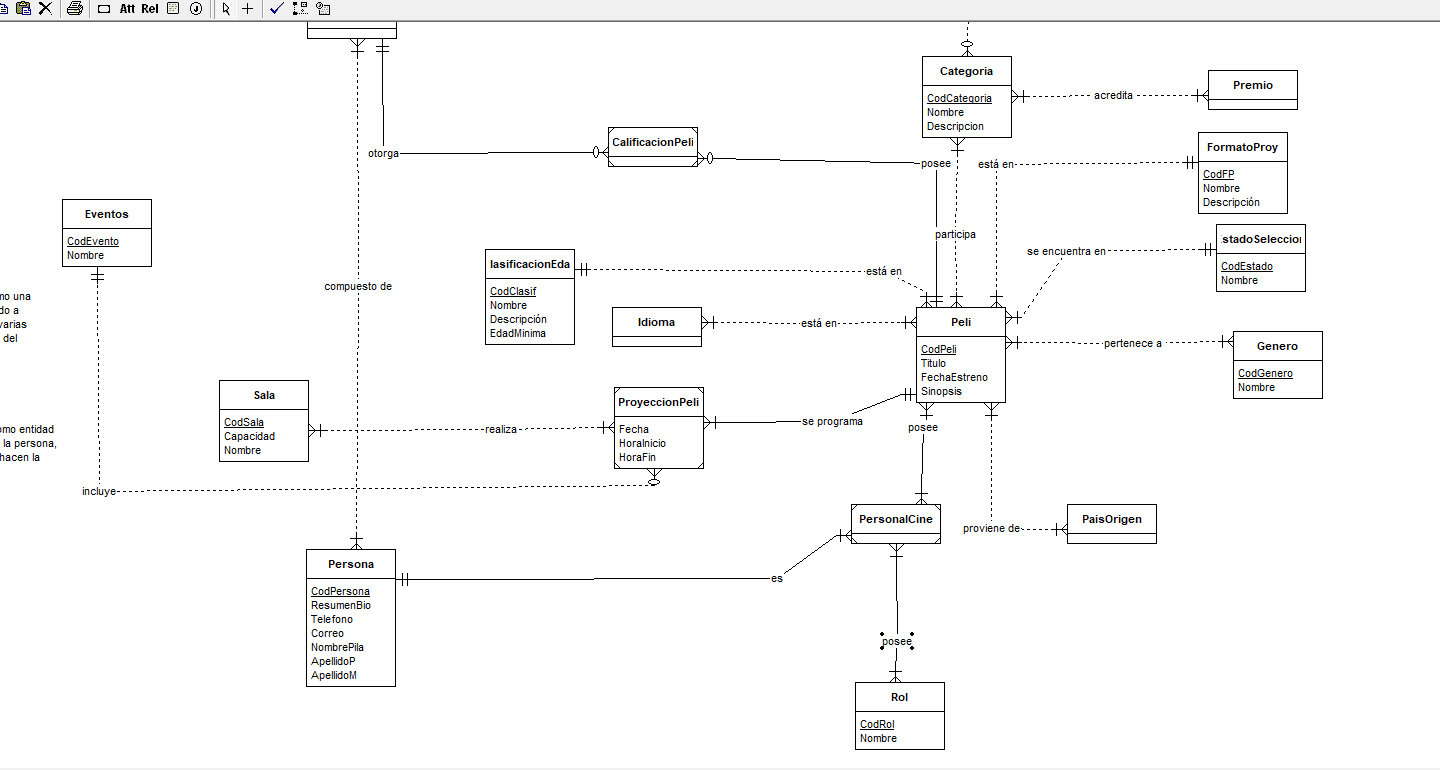 Att Rel
Categoria
CodCategoria
Nombre
Descripcion
acredita
Premio
otorga
CalificacionPeli
posee
está en
FormatoProy
CodFP
Nombre
Descripción
Eventos
CodEvento
Nombre
participa
compuesto de
lasificacionEda
CodClasif
Nombre
Descripción
EdadMinima
está en
se encuentra en
stadoSeleccio
CodEstado
Nombre
mo una
do a
varias
del
Idioma
está en
Peli
CodPeli
Titulo
FechaEstreno
Sinopsis
pertenece a
Genero
CodGenero
Nombre
Sala
CodSala
Capacidad
Nombre
realiza
ProyeccionPeli
Fecha
HoraInicio
HoraFin
se programa
posee
omo entidad
la persona,
hacen la
incluye
PersonalCine
proviene de
PaisOrigen
Persona
CodPersona
ResumenBio
Telefono
Correo
NombrePila
ApellidoP
ApellidoM
es
posee
Rol
CodRol
Nombre